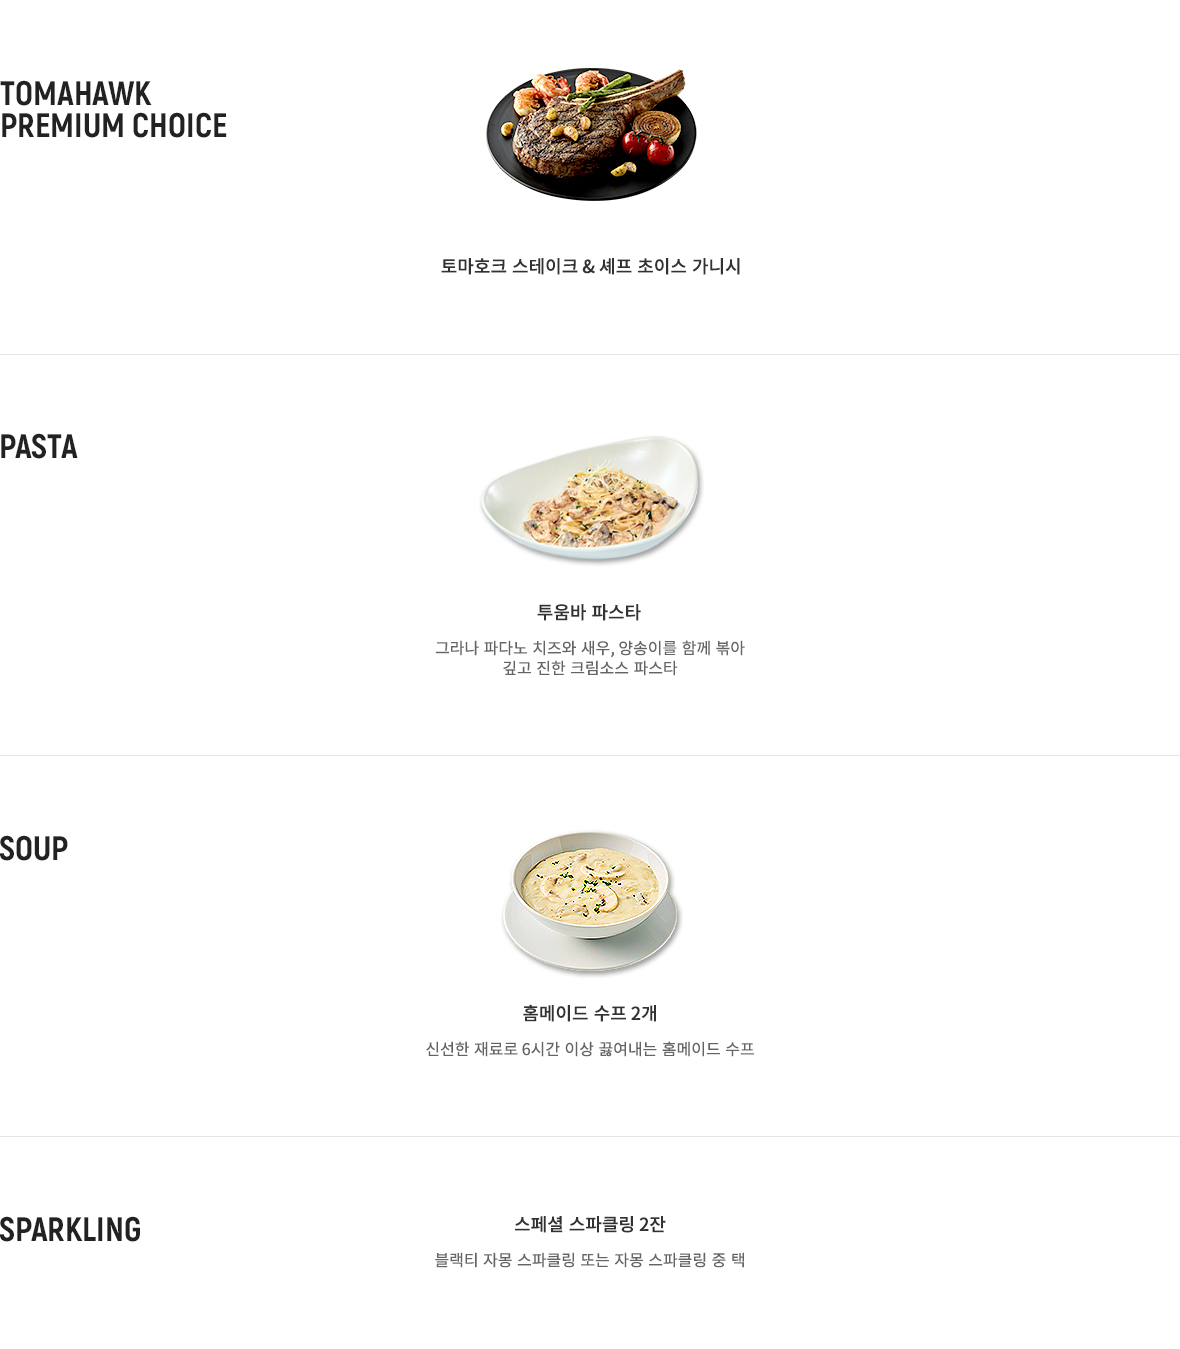 TOMAHAWK
PREMIUM CHOICE
토마호크 스테이크 & 셰프 초이스 가니시
PASTA
투움바 파스타
그라나 파다노 치즈와 새우, 양송이를 함께 볶아
깊고 진한 크림소스 파스타
SOUP
홈메이드 수프 2개
신선한 재료로 6시간 이상 끓여내는 홈메이드 수프
SPARKLING
스페셜 스파클링 2잔
블랙티 자몽 스파클링 또는 자몽 스파클링 중 택